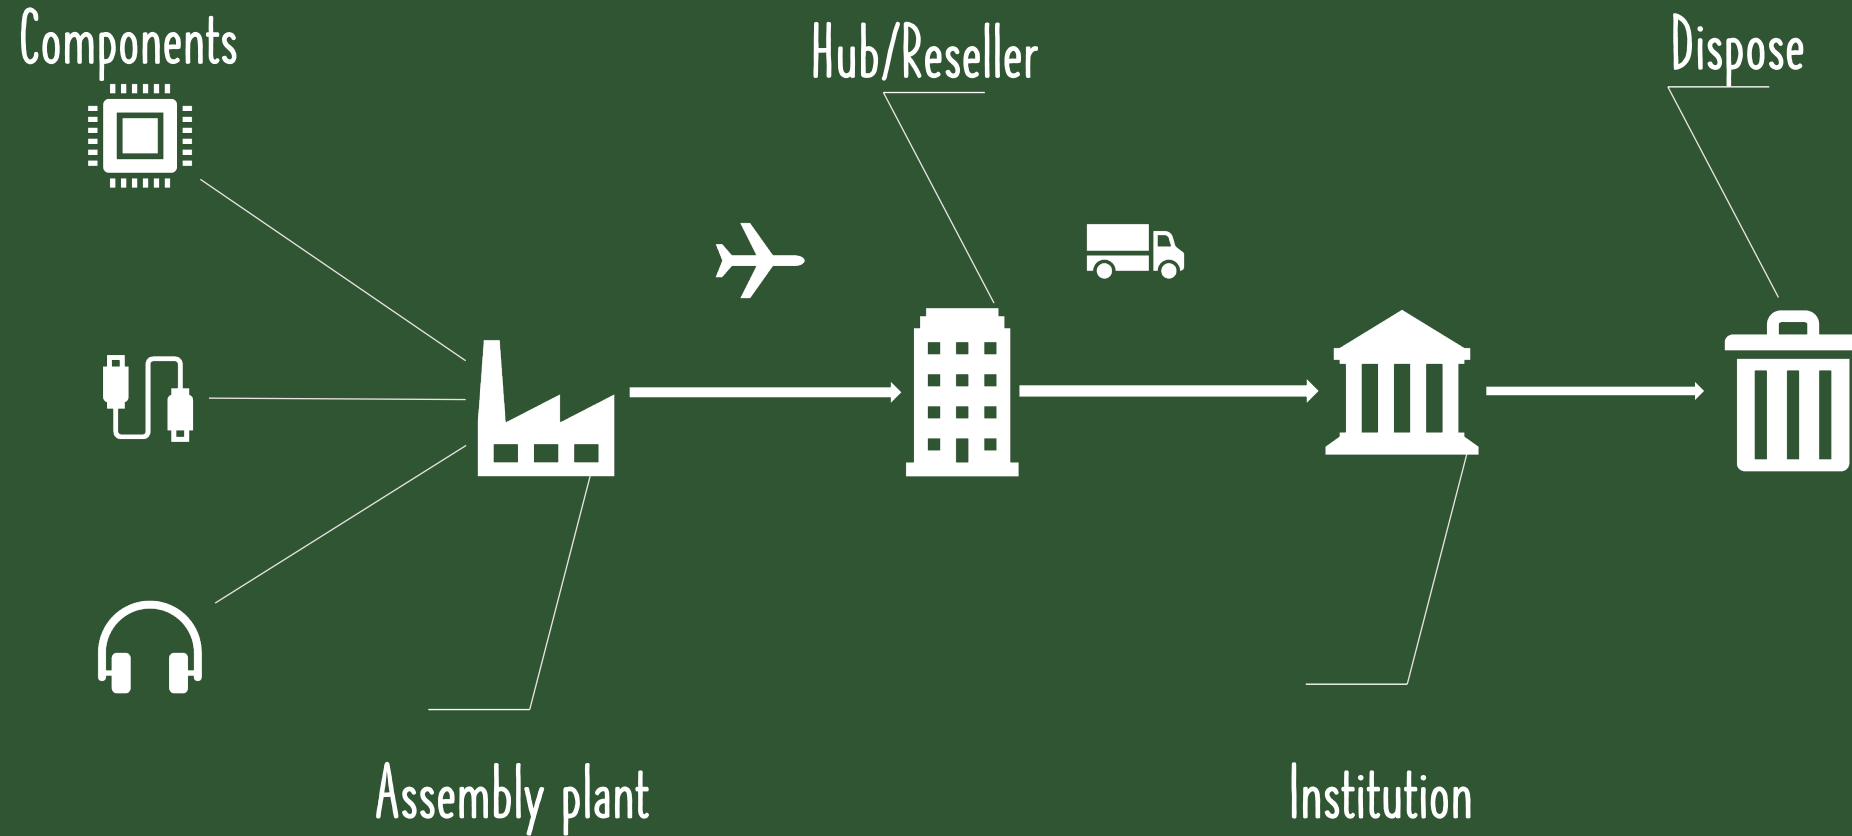 Components
Hub/Reseller
Dispose
Assembly plant
Institution